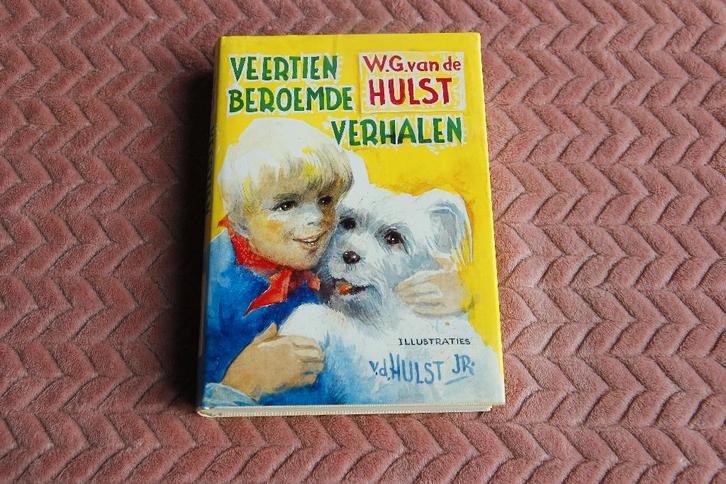 VEERTIEN
BEROEMDE
W.G.van de
HULST
VERHALEN
ILLUSTRATIES
v.d.HULST JR.